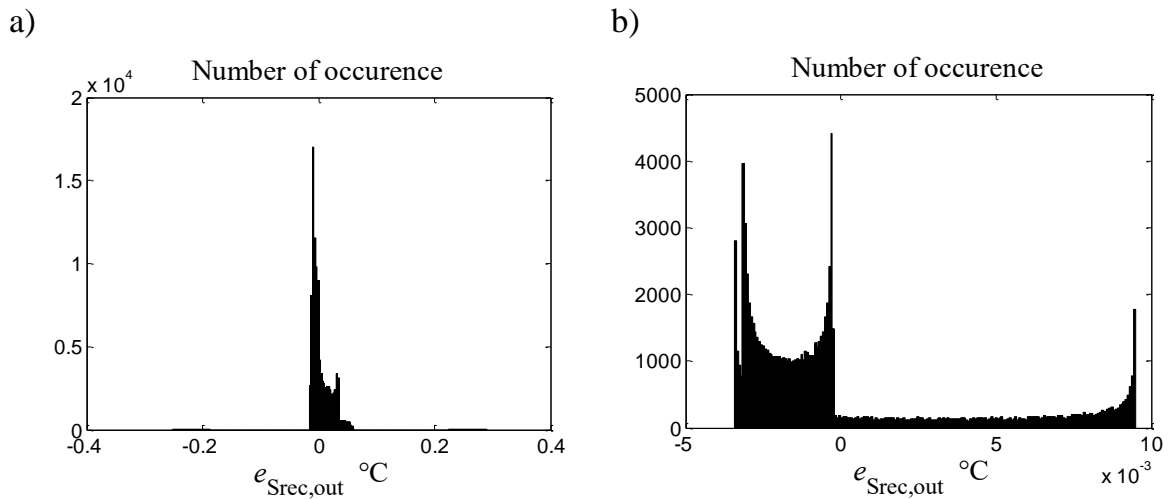 a)
Number of occurence
x 10^4
2
1.5
1
0.5
0
-0.4 -0.2 0 0.2 0.4
e_Srec,out °C
b)
Number of occurence
5000
4000
3000
2000
1000
0
-5 0 5 10
e_Srec,out °C
x 10^-3